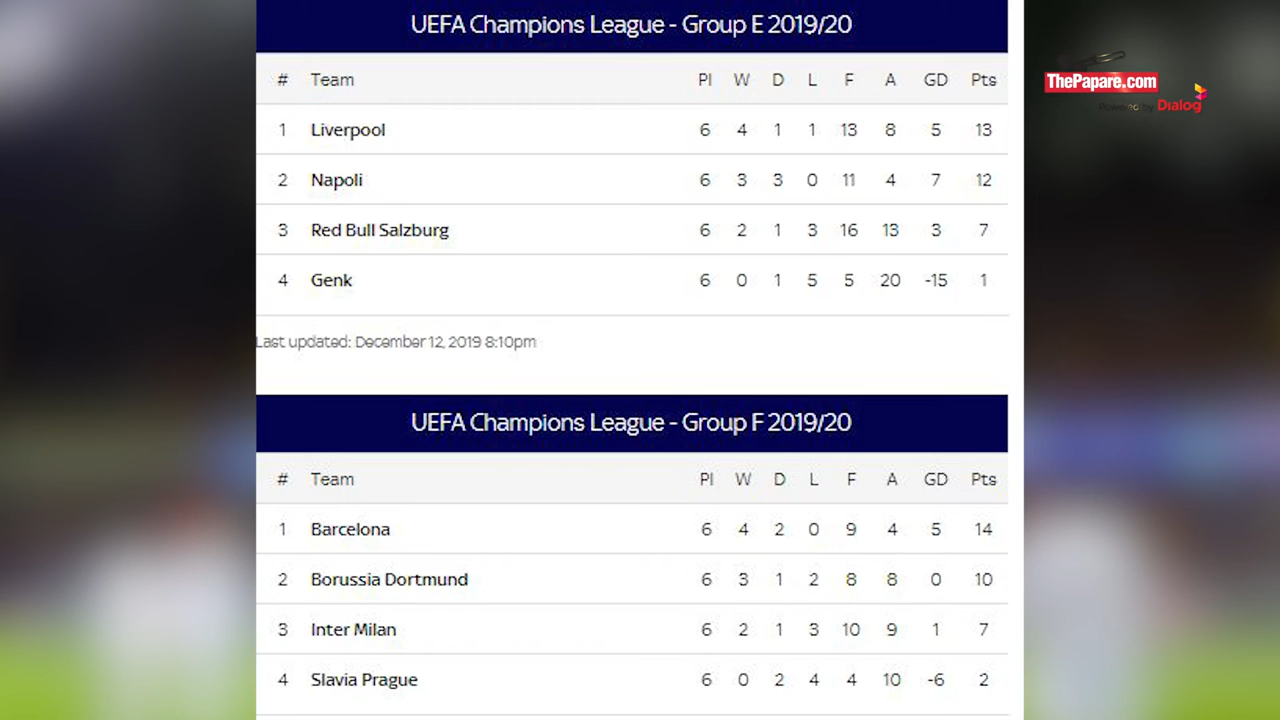 UEFA Champions League - Group E 2019/20
# Team Pl W D L F A GD Pts
1 Liverpool 6 4 1 1 13 8 5 13
2 Napoli 6 3 3 0 11 4 7 12
3 Red Bull Salzburg 6 2 1 3 16 13 3 7
4 Genk 6 0 1 5 5 20 -15 1
Last updated: December 12, 2019 8:10pm
UEFA Champions League - Group F 2019/20
# Team Pl W D L F A GD Pts
1 Barcelona 6 4 2 0 9 4 5 14
2 Borussia Dortmund 6 3 1 2 8 8 0 10
3 Inter Milan 6 2 1 3 10 9 1 7
4 Slavia Prague 6 0 2 4 4 10 -6 2
ThePapare.com
Powered by Dialog